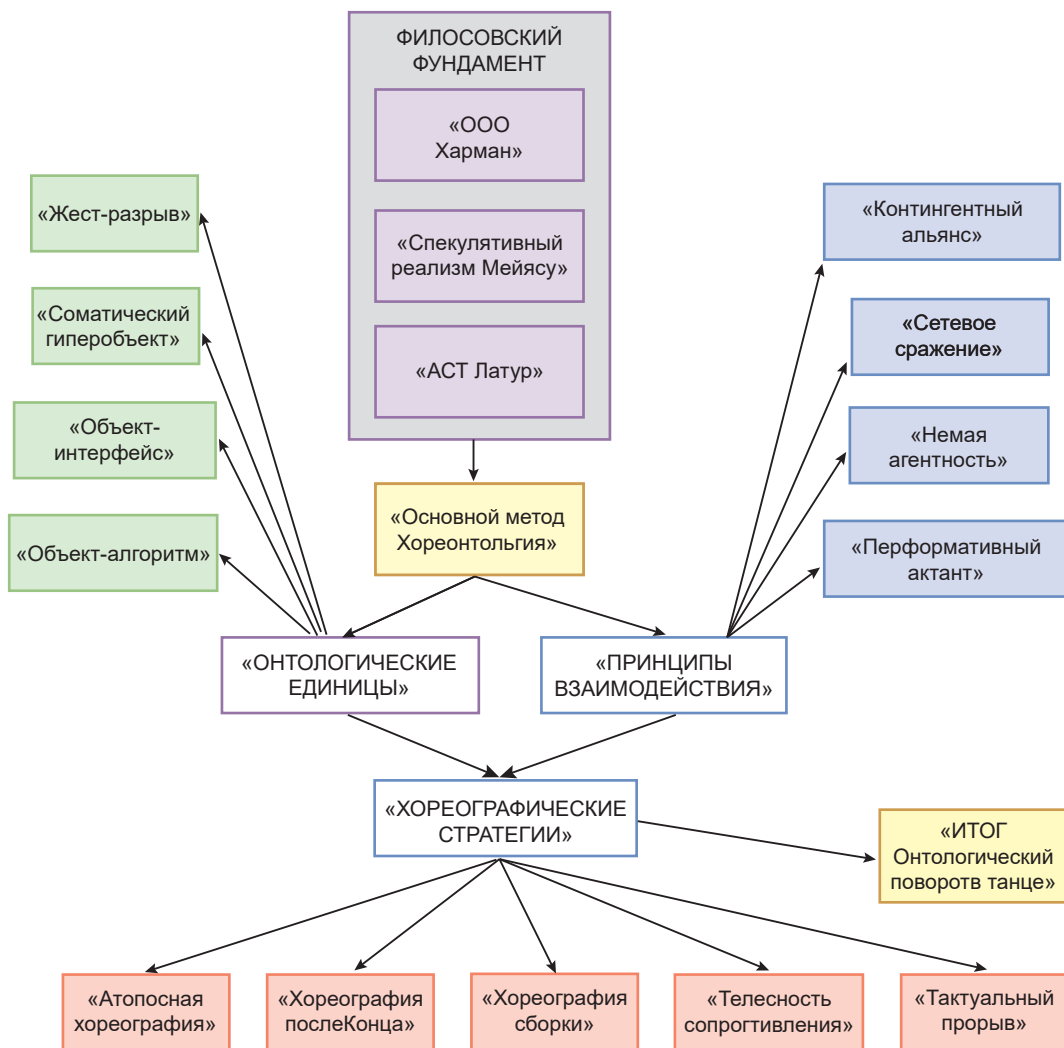 ФИЛОСОВСКИЙ
ФУНДАМЕНТ
«ООО
Харман»
«Спекулятивный
реализм Мейясу»
«АСТ Латур»
«Жест-разрыв»
«Соматический
гиперобъект»
«Объект-
интерфейс»
«Объект-алгоритм»
«Контингентный
альянс»
«Сетевое
сражение»
«Немая
агентность»
«Перформативный
актант»
«Основной метод
Хореонтольгия»
«ОНТОЛОГИЧЕСКИЕ
ЕДИНИЦЫ»
«ПРИНЦИПЫ
ВЗАИМОДЕЙСТВИЯ»
«ХОРЕОГРАФИЧЕСКИЕ
СТРАТЕГИИ»
«ИТОГ
Онтологический
поворотв танце»
«Атопосная
хореография»
«Хореография
послеКонца»
«Хореография
сборки»
«Телесность
сопрогтивления»
«Тактуальный
прорыв»